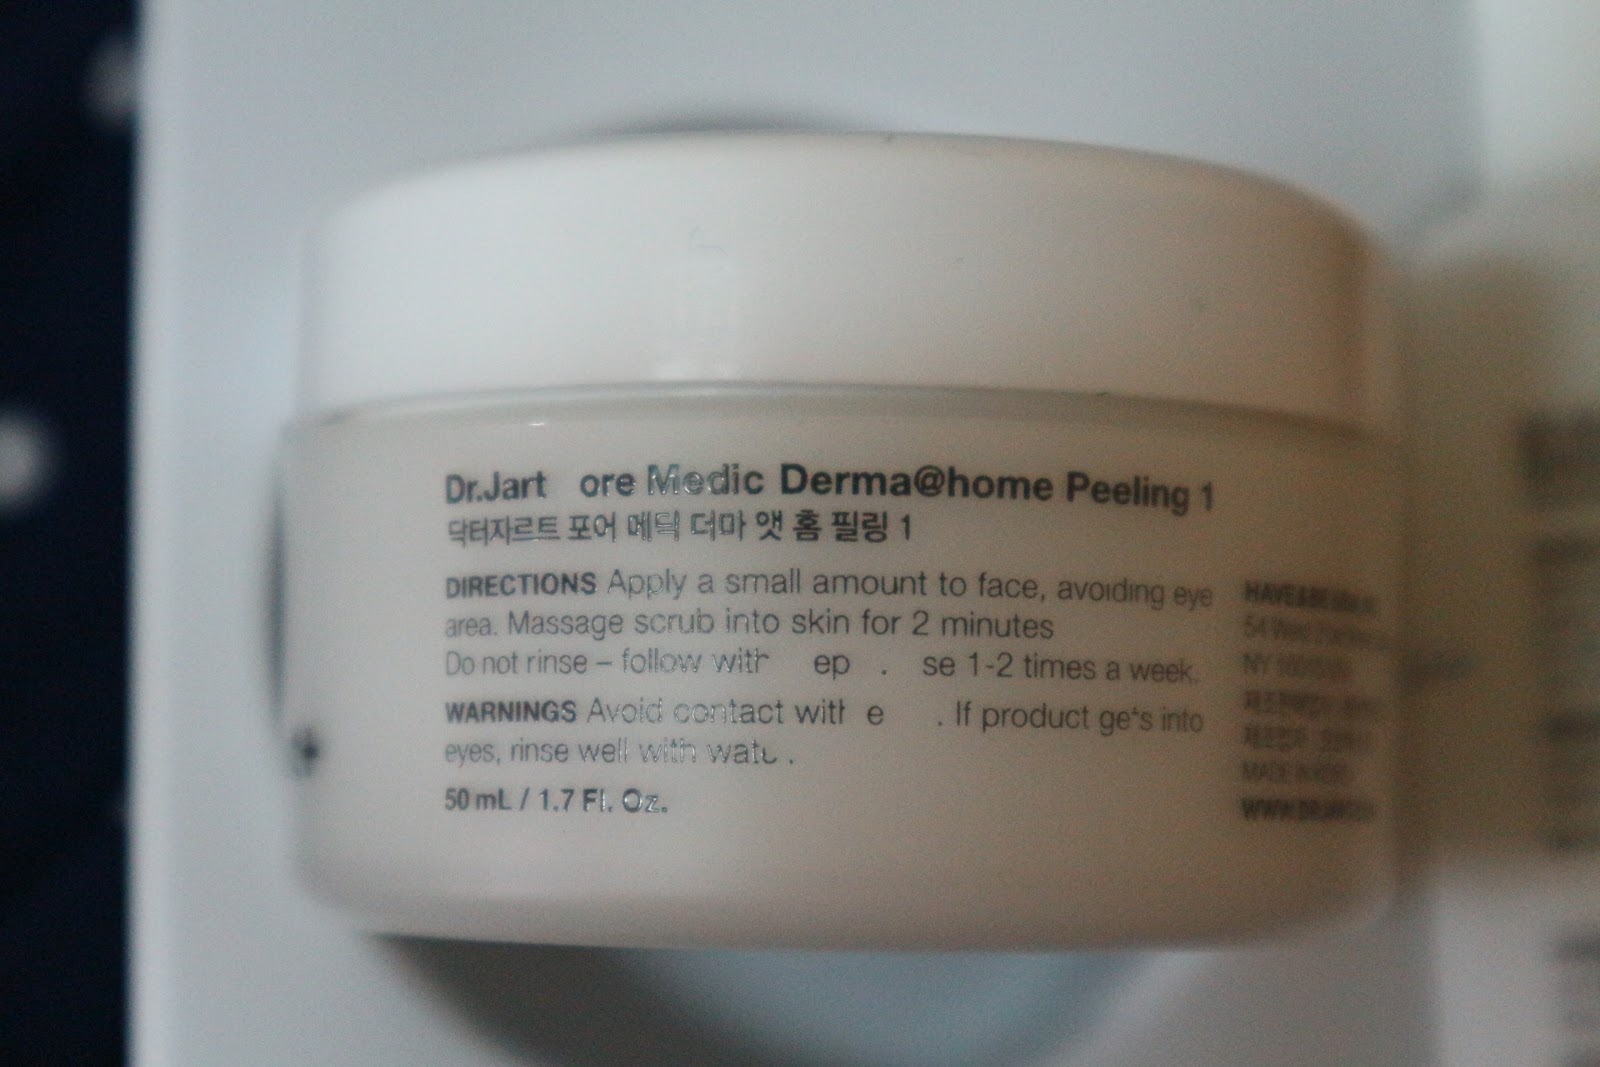 Dr.Jart ore Medic Derma@home Peeling 1
닥터자르트 포어 메딕 더마 앳 홈 필링 1
DIRECTIONS Apply a small amount to face, avoiding eye
area. Massage scrub into skin for 2 minutes
Do not rinse – follow with ep . se 1-2 times a week.
WARNINGS Avoid contact with e . If product gets into
eyes, rinse well with wat .
50 mL / 1.7 Fl. Oz.